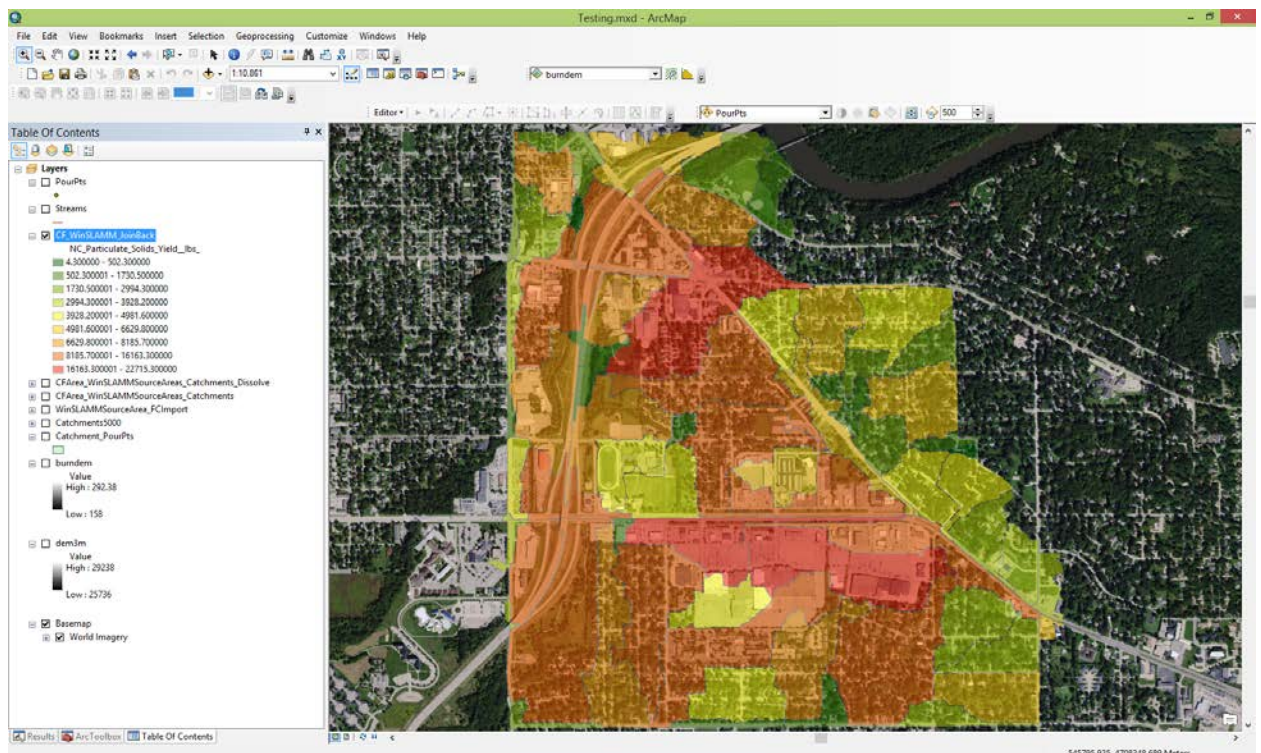 Testing.mxd - ArcMap
File Edit View Bookmarks Insert Selection Geoprocessing Customize Windows Help
1:10,861
burndem
Editor
PourPts
500
Table Of Contents
Layers
PourPts
Streams
CF_WinSLAMM_JoinBack
NC_Particulate_Solids_Yield__lbs_
4.300000 - 502.300000
502.300001 - 1730.500000
1730.500001 - 2994.300000
2994.300001 - 3928.200000
3928.200001 - 4981.600000
4981.600001 - 6629.800000
6629.800001 - 8185.700000
8185.700001 - 16163.300000
16163.300001 - 22715.300000
CFArea_WinSLAMMSourceAreas_Catchments_Dissolve
CFArea_WinSLAMMSourceAreas_Catchments
WinSLAMMSourceArea_FCImport
Catchments5000
Catchment_PourPts
burndem
Value
High : 292.38
Low : 158
dem3m
Value
High : 29238
Low : 25736
Basemap
World Imagery
Results ArcToolbox Table Of Contents